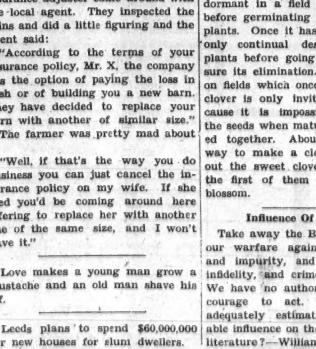 local agent. They inspected the
ins and did a little figuring and the
ent said:
"According to the terms of your
surance policy, Mr. X, the company
s the option of paying the loss in
sh or of building you a new barn.
ey have decided to replace your
rn with another of similar size."
The farmer was pretty mad about
"Well, if that's the way you do
siness you can just cancel the in-
rance policy on my wife. If she
ed you'd be coming around here
fering to replace her with another
e of the same size, and I won't
ve it."
Love makes a young man grow a
ustache and an old man shave his
f.
Leeds plans to spend $60,000,000
r new houses for slum dwellers.
dormant in a field
before germinating
plants. Once it has
only continual des
plants before going
sure its elimination.
on fields which once
clover is only invit
cause it is imposs
the seeds when matu
ed together. Abou
way to make a clo
out the sweet clove
the first of them
blossom.
Influence Of
Take away the B
our warfare again
and impurity, and
infidelity, and crim
We have no author
courage to act.
adequately estimat
able influence on the
literature?—William